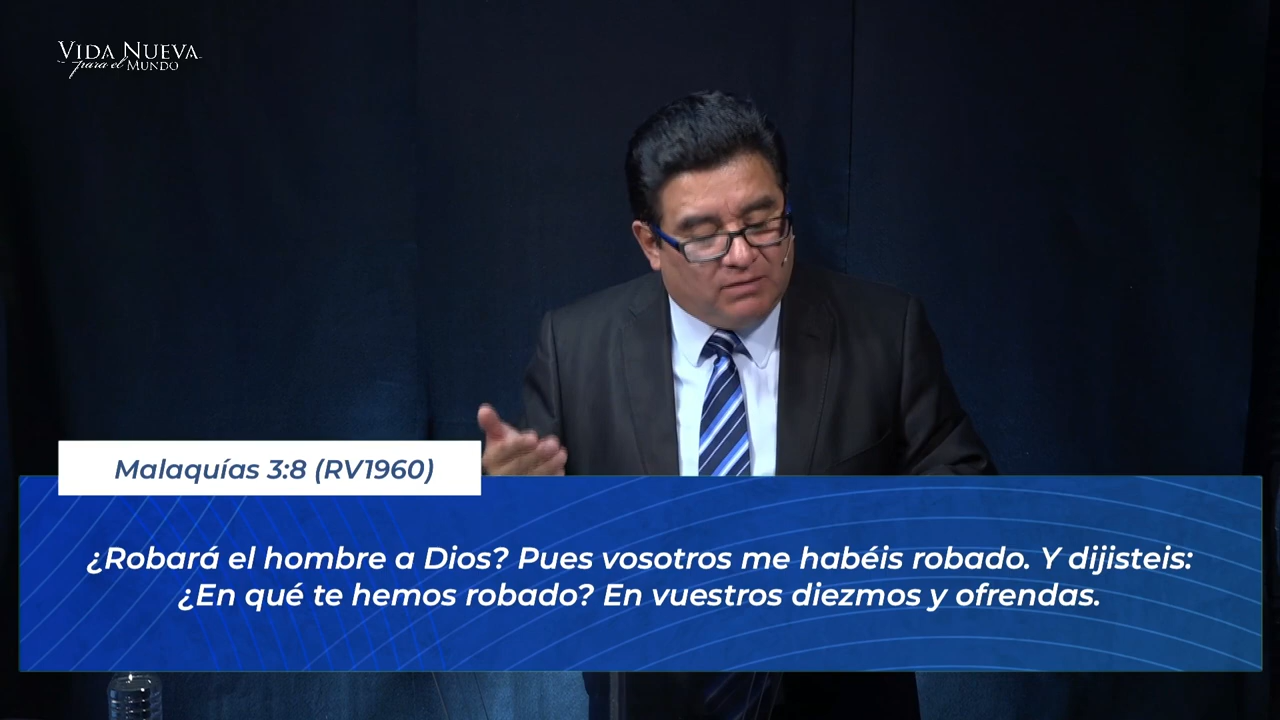 VIDA NUEVA
para el MUNDO
Malaquías 3:8 (RV1960)
¿Robará el hombre a Dios? Pues vosotros me habéis robado. Y dijisteis:
¿En qué te hemos robado? En vuestros diezmos y ofrendas.